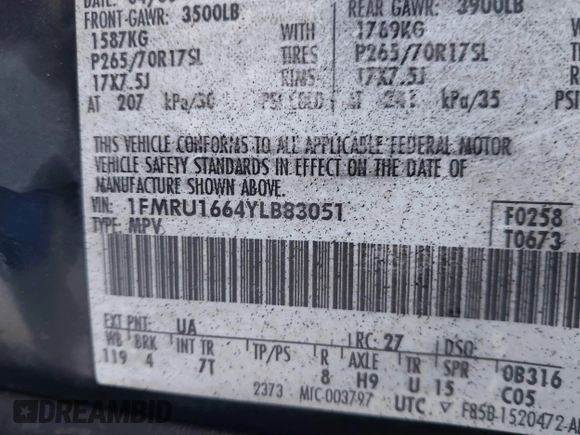 FRONT GAWR: 3500LB REAR GAWR: 3900LB
1587KG WITH 1769KG
P265/70R17SL TIRES P265/70R17SL
17X7.5J RIMS 17X7.5J
AT 207 kPa/30 PSI COLD AT 241 kPa/35 PSI
THIS VEHICLE CONFORMS TO ALL APPLICABLE FEDERAL MOTOR
VEHICLE SAFETY STANDARDS IN EFFECT ON THE DATE OF
MANUFACTURE SHOWN ABOVE.
VIN: 1FMRU1664YLB83051 F0258
TYPE: MPV T0673
EXT PNT: UA LRC: 27 DSO:
WB BRK INT TR TP/PS R AXLE TR SPR 0B316
119 4 7T 8 H9 U 15 C05
2373 MIC-003797 UTC. ▽ F85B-1520472-A
DriveGood